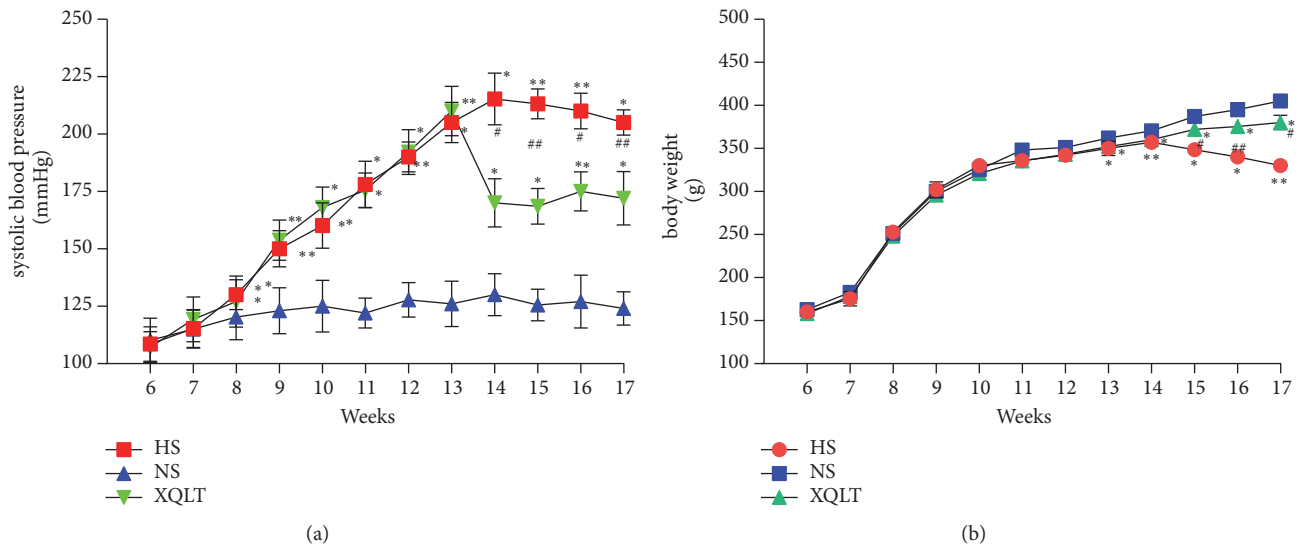 systolic blood pressure
(mmHg)
250
225
200
175
150
125
100
6 7 8 9 10 11 12 13 14 15 16 17
Weeks
** * * * ** * ** * * * * ** ** * * ** ** *
# ## # ##
* * ** *
HS
NS
XQLT
(a)
body weight
(g)
500
450
400
350
300
250
200
150
100
6 7 8 9 10 11 12 13 14 15 16 17
Weeks
* * * ** * # * * ## * * # **
HS
NS
XQLT
(b)